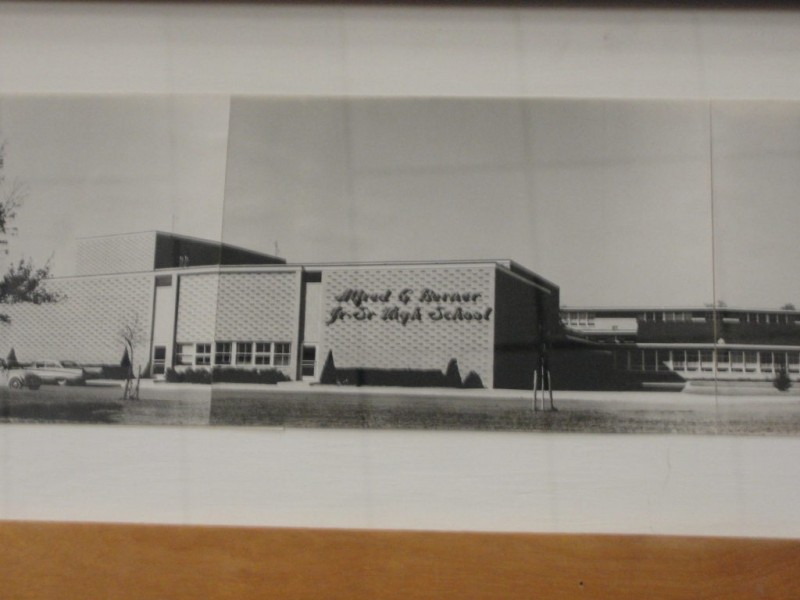 Alfred G Berner
Jr-Sr High School